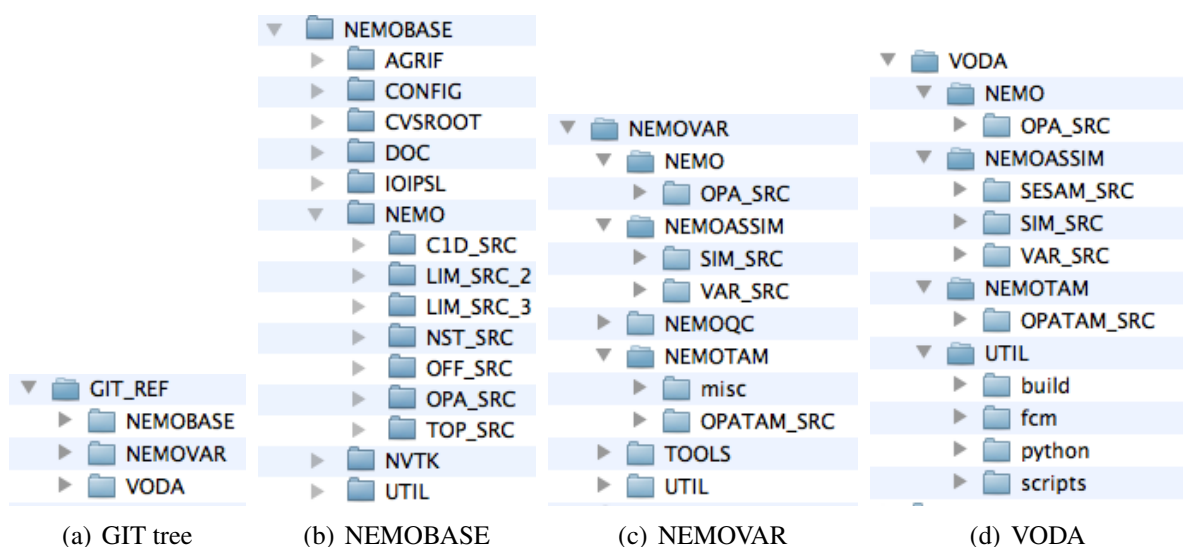 GIT_REF
NEMOBASE
NEMOVAR
VODA
(a) GIT tree
NEMOBASE
AGRIF
CONFIG
CVSROOT
DOC
IOIPSL
NEMO
C1D_SRC
LIM_SRC_2
LIM_SRC_3
NST_SRC
OFF_SRC
OPA_SRC
TOP_SRC
NVTK
UTIL
(b) NEMOBASE
NEMOVAR
NEMO
OPA_SRC
NEMOASSIM
SIM_SRC
VAR_SRC
NEMOQC
NEMOTAM
misc
OPATAM_SRC
TOOLS
UTIL
(c) NEMOVAR
VODA
NEMO
OPA_SRC
NEMOASSIM
SESAM_SRC
SIM_SRC
VAR_SRC
NEMOTAM
OPATAM_SRC
UTIL
build
fcm
python
scripts
(d) VODA